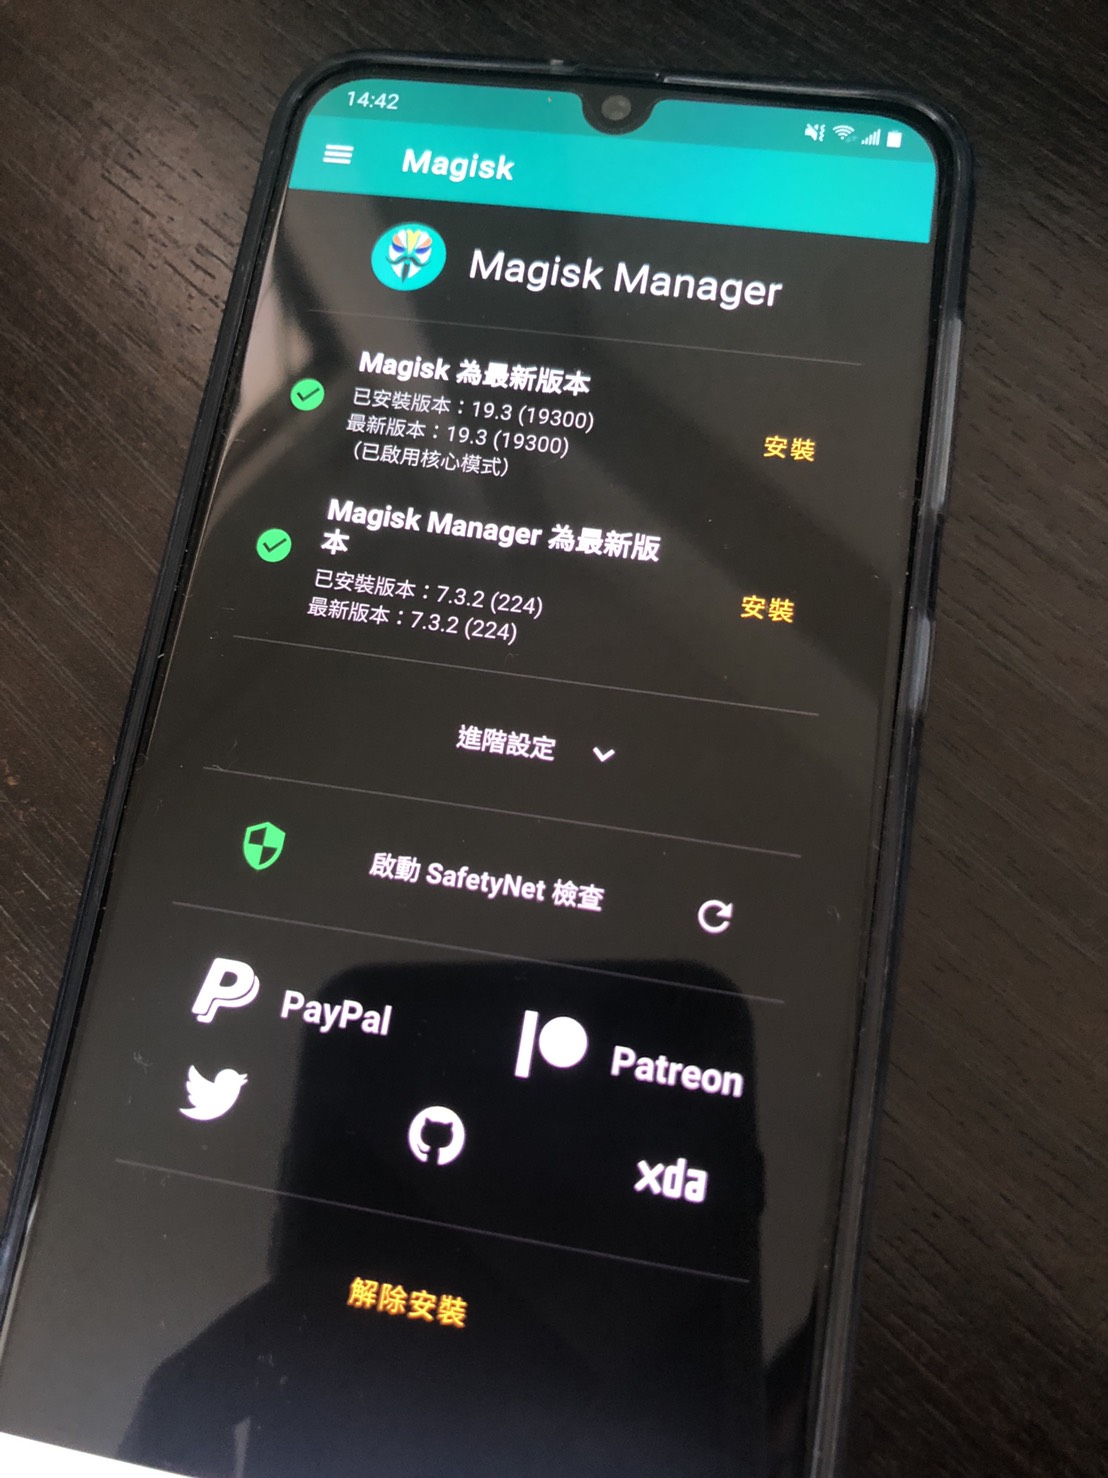 14:42
Magisk
Magisk Manager
Magisk 為最新版本
已安裝版本：19.3 (19300)
最新版本：19.3 (19300)
（已啟用核心模式）
安裝
Magisk Manager 為最新版
本
已安裝版本：7.3.2 (224)
最新版本：7.3.2 (224)
安裝
進階設定
啟動 SafetyNet 檢查
PayPal
Patreon
xda
解除安裝